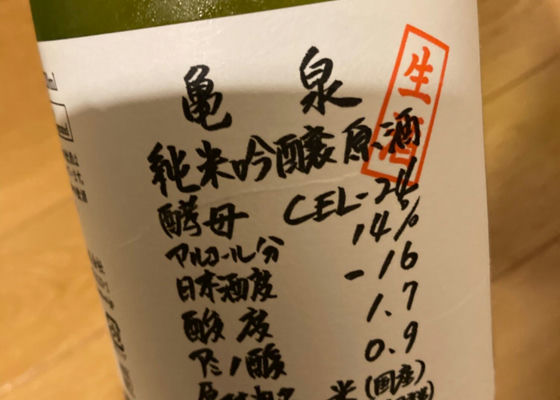 亀泉
生酒
純米吟醸原酒
酵母 CEL-24
アルコール分 14%
日本酒度 -16
酸度 1.7
アミノ酸 0.9
米(国産)